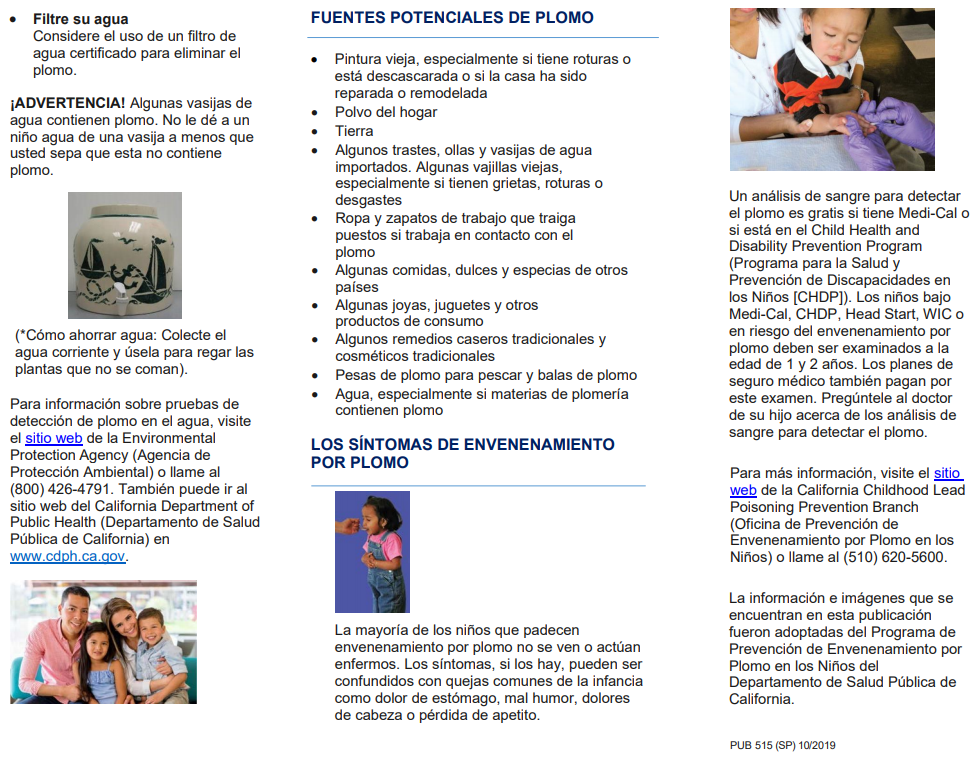 • Filtre su agua
Considere el uso de un filtro de
agua certificado para eliminar el
plomo.
¡ADVERTENCIA! Algunas vasijas de
agua contienen plomo. No le dé a un
niño agua de una vasija a menos que
usted sepa que esta no contiene
plomo.
(*Cómo ahorrar agua: Colecte el
agua corriente y úsela para regar las
plantas que no se coman).
Para información sobre pruebas de
detección de plomo en el agua, visite
el sitio web de la Environmental
Protection Agency (Agencia de
Protección Ambiental) o llame al
(800) 426-4791. También puede ir al
sitio web del California Department of
Public Health (Departamento de Salud
Pública de California) en
www.cdph.ca.gov.
FUENTES POTENCIALES DE PLOMO
• Pintura vieja, especialmente si tiene roturas o
está descascarada o si la casa ha sido
reparada o remodelada
• Polvo del hogar
• Tierra
• Algunos trastes, ollas y vasijas de agua
importados. Algunas vajillas viejas,
especialmente si tienen grietas, roturas o
desgastes
• Ropa y zapatos de trabajo que traiga
puestos si trabaja en contacto con el
plomo
• Algunas comidas, dulces y especias de otros
países
• Algunas joyas, juguetes y otros
productos de consumo
• Algunos remedios caseros tradicionales y
cosméticos tradicionales
• Pesas de plomo para pescar y balas de plomo
• Agua, especialmente si materias de plomería
contienen plomo
LOS SÍNTOMAS DE ENVENENAMIENTO
POR PLOMO
La mayoría de los niños que padecen
envenenamiento por plomo no se ven o actúan
enfermos. Los síntomas, si los hay, pueden ser
confundidos con quejas comunes de la infancia
como dolor de estómago, mal humor, dolores
de cabeza o pérdida de apetito.
Un análisis de sangre para detectar
el plomo es gratis si tiene Medi-Cal o
si está en el Child Health and
Disability Prevention Program
(Programa para la Salud y
Prevención de Discapacidades en
los Niños [CHDP]). Los niños bajo
Medi-Cal, CHDP, Head Start, WIC o
en riesgo del envenenamiento por
plomo deben ser examinados a la
edad de 1 y 2 años. Los planes de
seguro médico también pagan por
este examen. Pregúntele al doctor
de su hijo acerca de los análisis de
sangre para detectar el plomo.
Para más información, visite el sitio
web de la California Childhood Lead
Poisoning Prevention Branch
(Oficina de Prevención de
Envenenamiento por Plomo en los
Niños) o llame al (510) 620-5600.
La información e imágenes que se
encuentran en esta publicación
fueron adoptadas del Programa de
Prevención de Envenenamiento por
Plomo en los Niños del
Departamento de Salud Pública de
California.
PUB 515 (SP) 10/2019